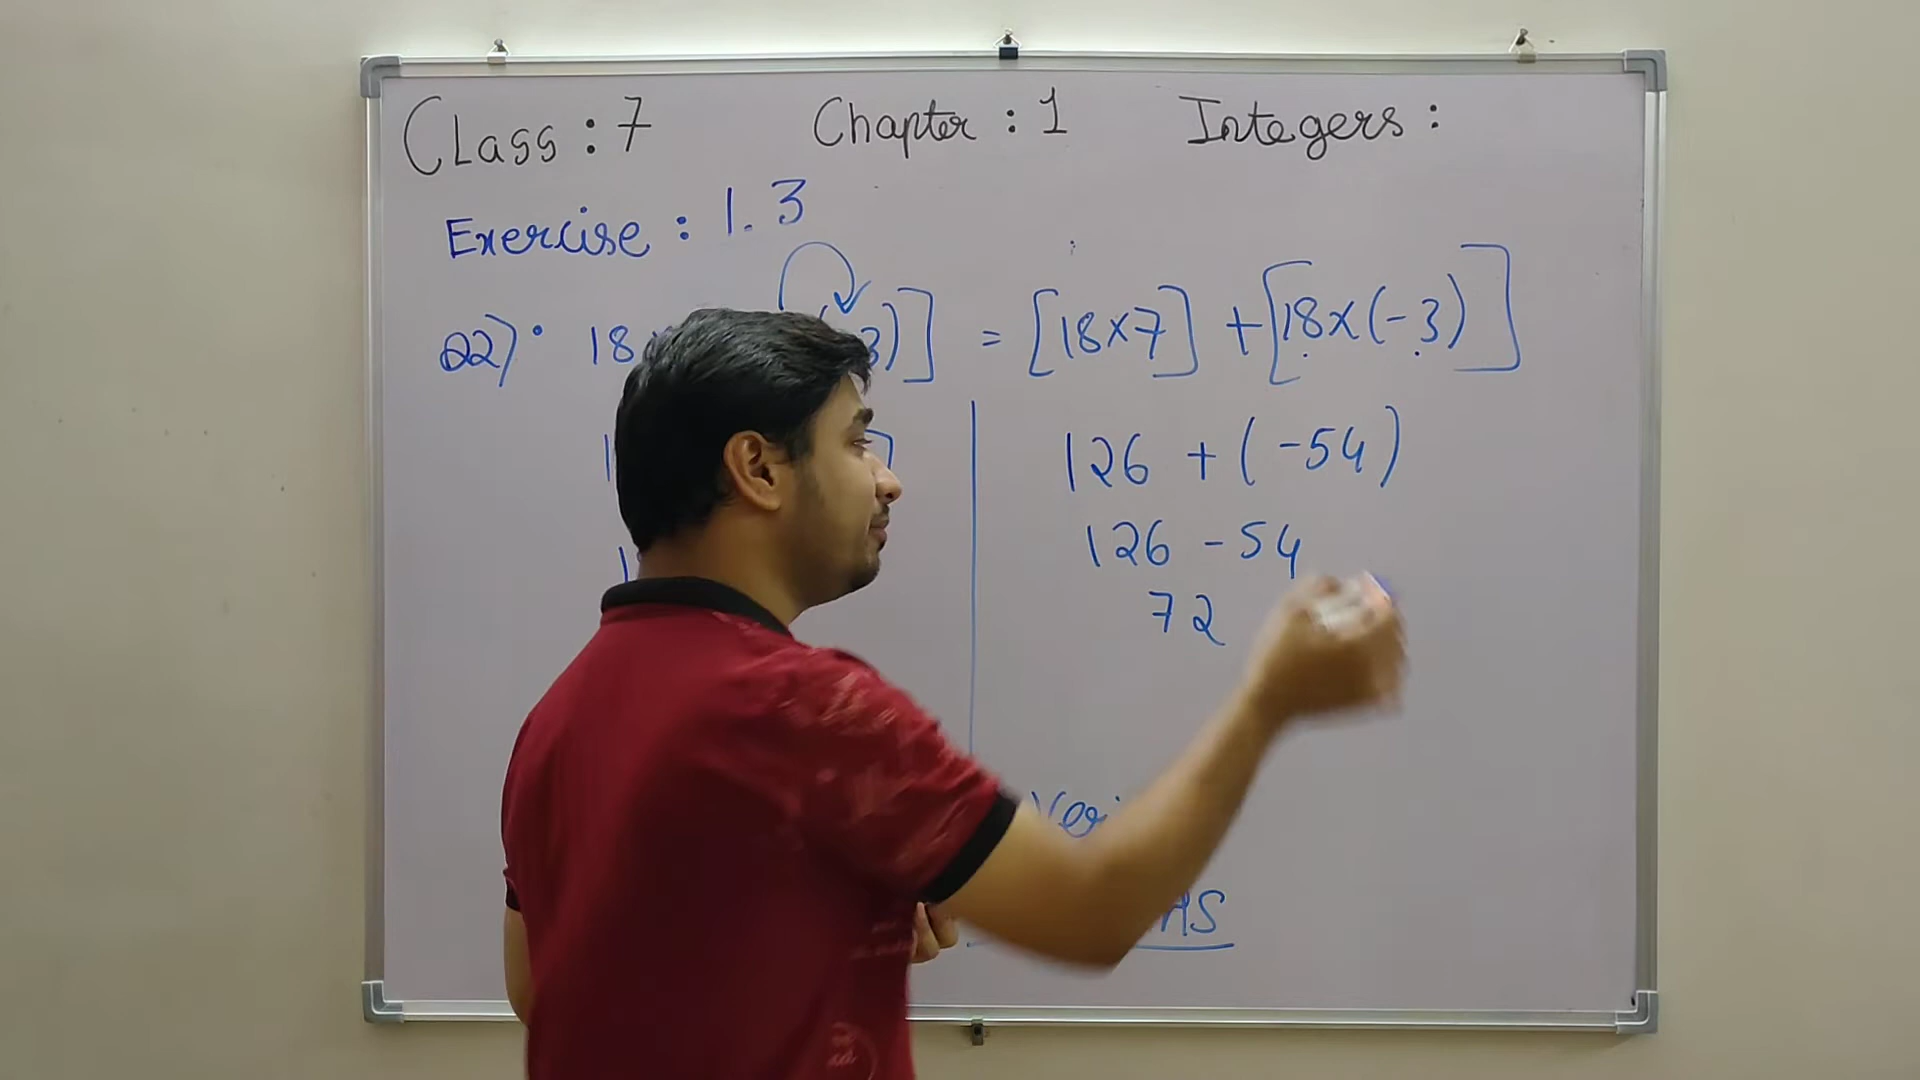 Class : 7 Chapter : 1 Integers :
Exercise : 1.3
22) • 18 3)] = [18×7] + [18×(-3)]
126 + (-54)
126 - 54
72